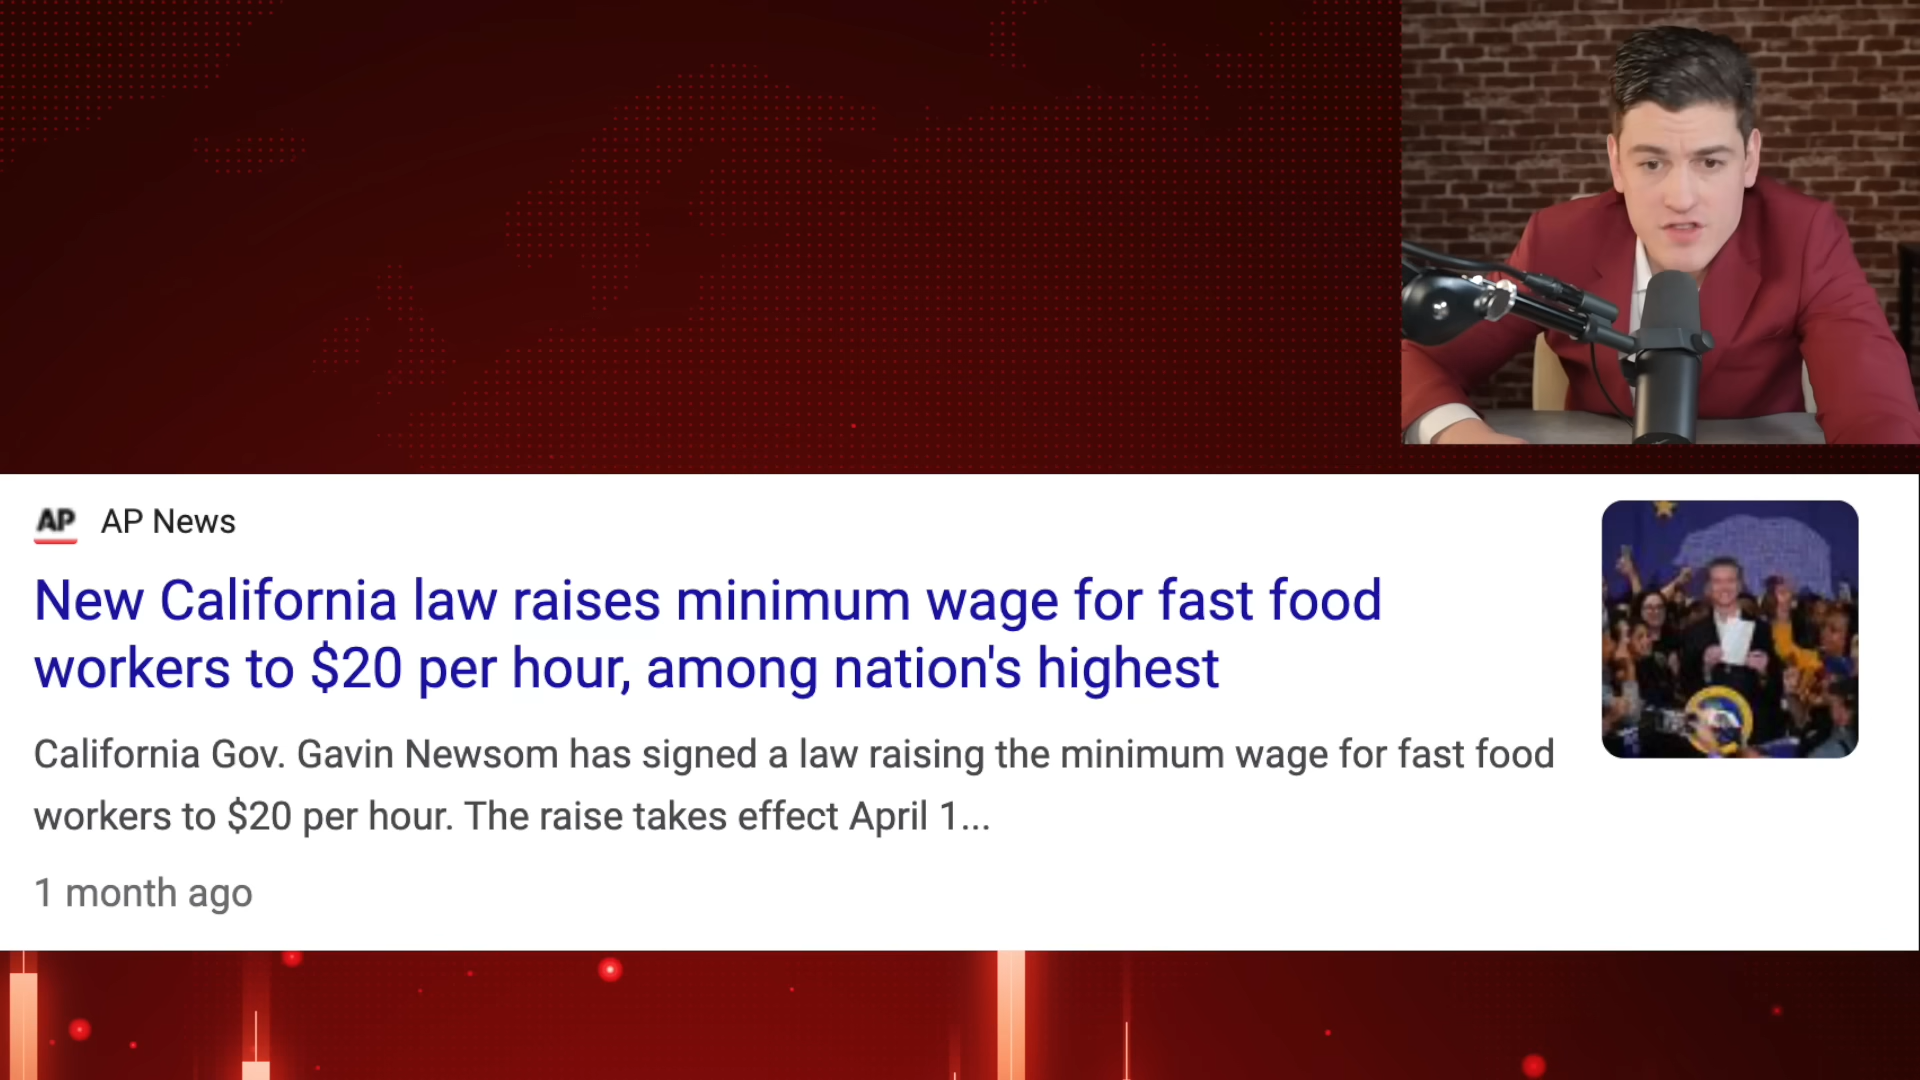 AP AP News
New California law raises minimum wage for fast food
workers to $20 per hour, among nation's highest
California Gov. Gavin Newsom has signed a law raising the minimum wage for fast food
workers to $20 per hour. The raise takes effect April 1...
1 month ago